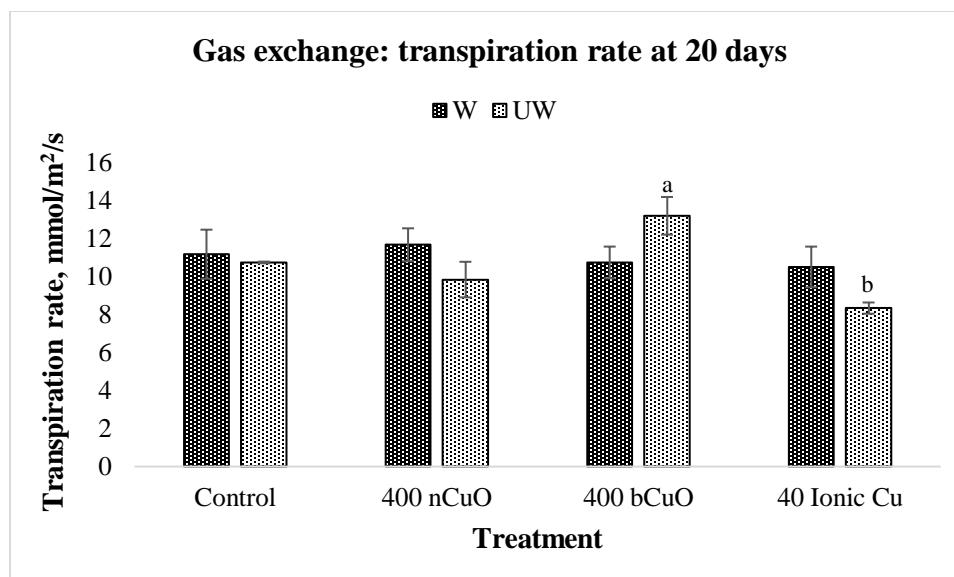 Gas exchange: transpiration rate at 20 days
W UW
Transpiration rate, mmol/m²/s
16
14
12
10
8
6
4
2
0
a
b
Control 400 nCuO 400 bCuO 40 Ionic Cu
Treatment